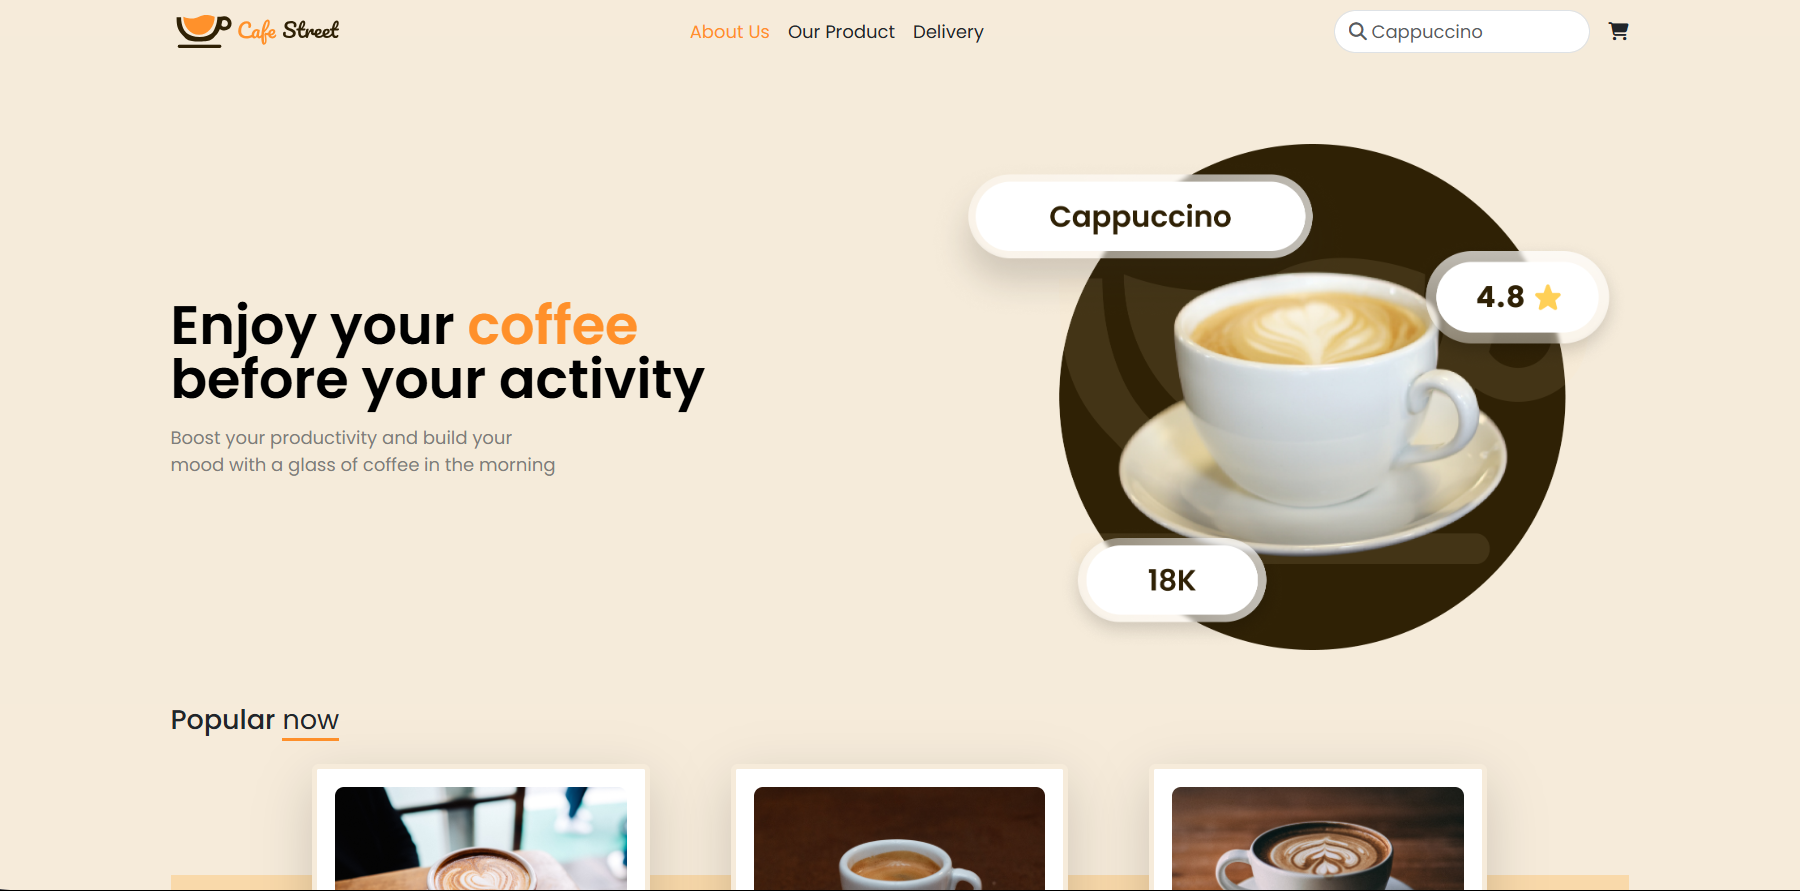 Cafe Street
About Us Our Product Delivery
Cappuccino
Cappuccino
4.8
Enjoy your coffee
before your activity
Boost your productivity and build your
mood with a glass of coffee in the morning
18K
Popular now